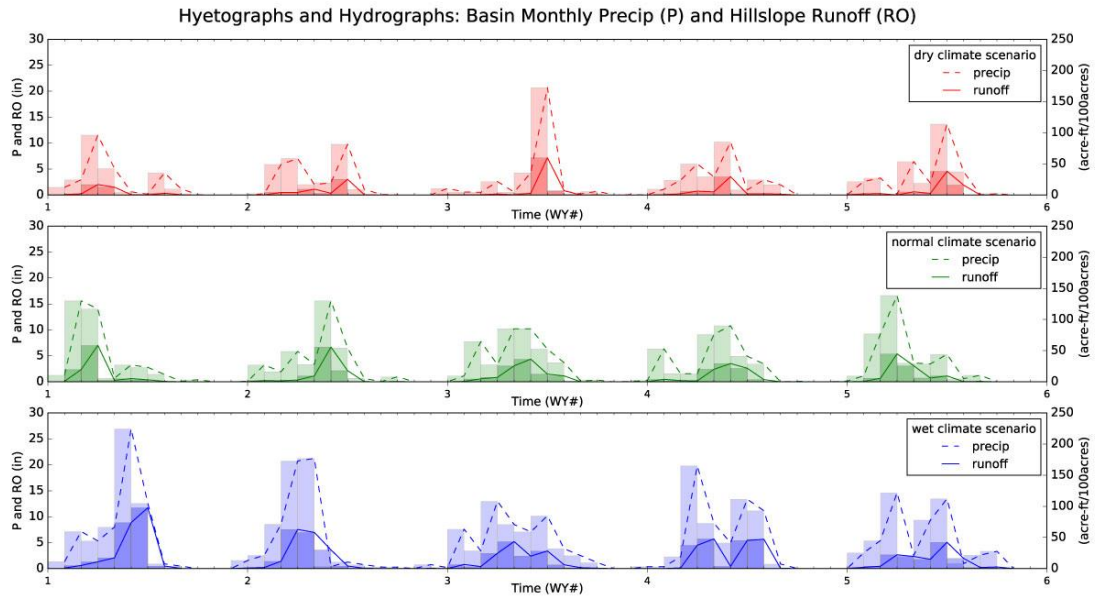 Hyetographs and Hydrographs: Basin Monthly Precip (P) and Hillslope Runoff (RO)
30
25
20
15
10
5
0
P and RO (in)
250
200
150
100
50
0
(acre-ft/100acres)
dry climate scenario
precip
runoff
1 2 3 4 5 6
Time (WY#)
30
25
20
15
10
5
0
P and RO (in)
250
200
150
100
50
0
(acre-ft/100acres)
normal climate scenario
precip
runoff
1 2 3 4 5 6
Time (WY#)
30
25
20
15
10
5
0
P and RO (in)
250
200
150
100
50
0
(acre-ft/100acres)
wet climate scenario
precip
runoff
1 2 3 4 5 6
Time (WY#)